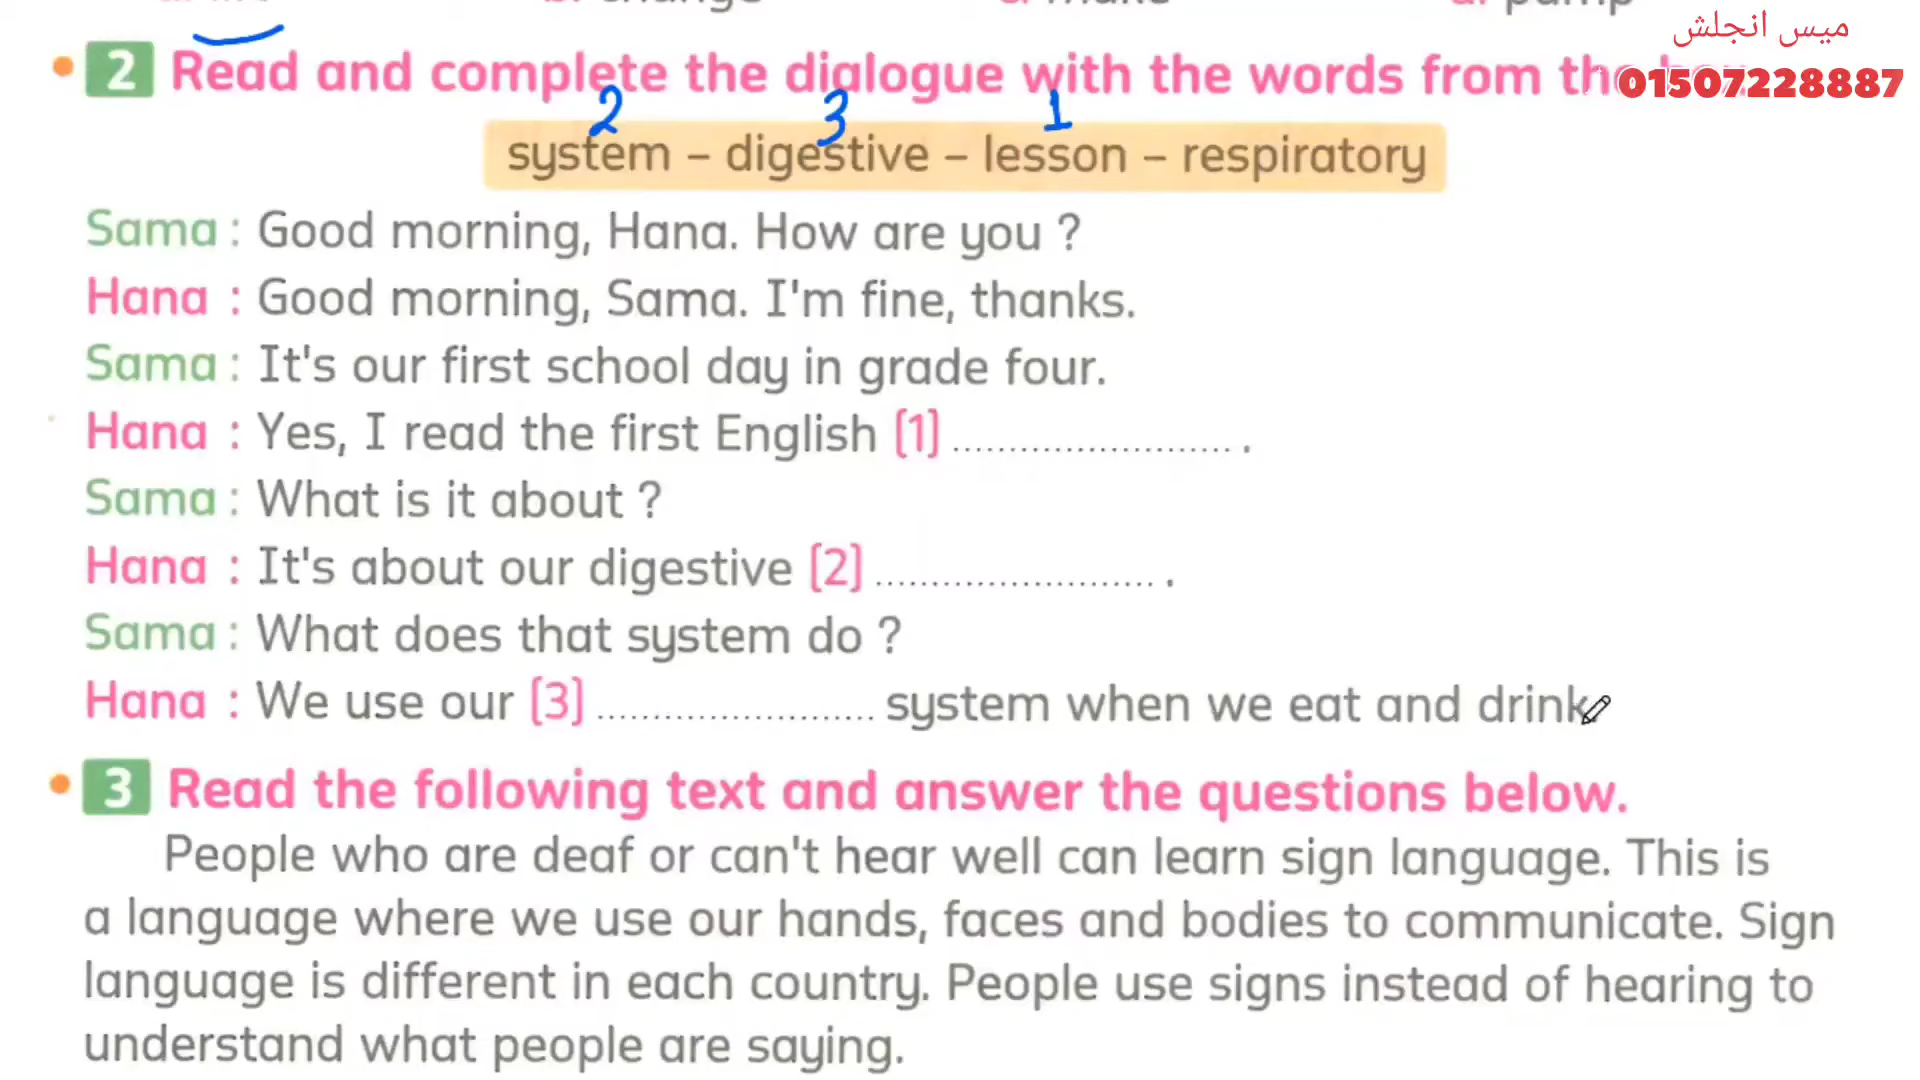 ميس انجلش
01507228887
2 Read and complete the dialogue with the words from the
2 3 1
system – digestive – lesson – respiratory
Sama : Good morning, Hana. How are you ?
Hana : Good morning, Sama. I'm fine, thanks.
Sama : It's our first school day in grade four.
Hana : Yes, I read the first English (1) .......................... .
Sama : What is it about ?
Hana : It's about our digestive (2) .......................... .
Sama : What does that system do ?
Hana : We use our (3) .......................... system when we eat and drink
3 Read the following text and answer the questions below.
People who are deaf or can't hear well can learn sign language. This is
a language where we use our hands, faces and bodies to communicate. Sign
language is different in each country. People use signs instead of hearing to
understand what people are saying.